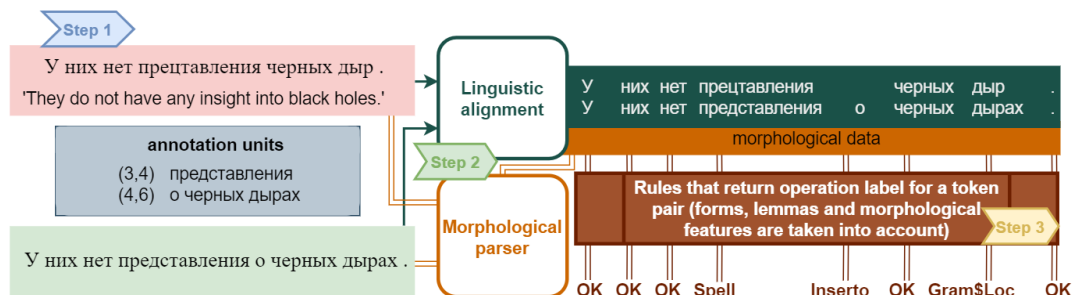 Step 1
У них нет прецтавления черных дыр .
'They do not have any insight into black holes.'
annotation units
(3,4) представления
(4,6) о черных дырах
У них нет представления о черных дырах .
Linguistic
alignment
Step 2
Morphological
parser
У них нет прецтавления черных дыр .
У них нет представления о черных дырах .
morphological data
Rules that return operation label for a token
pair (forms, lemmas and morphological
features are taken into account)
Step 3
OK OK OK Spell Inserto OK Gram$Loc OK